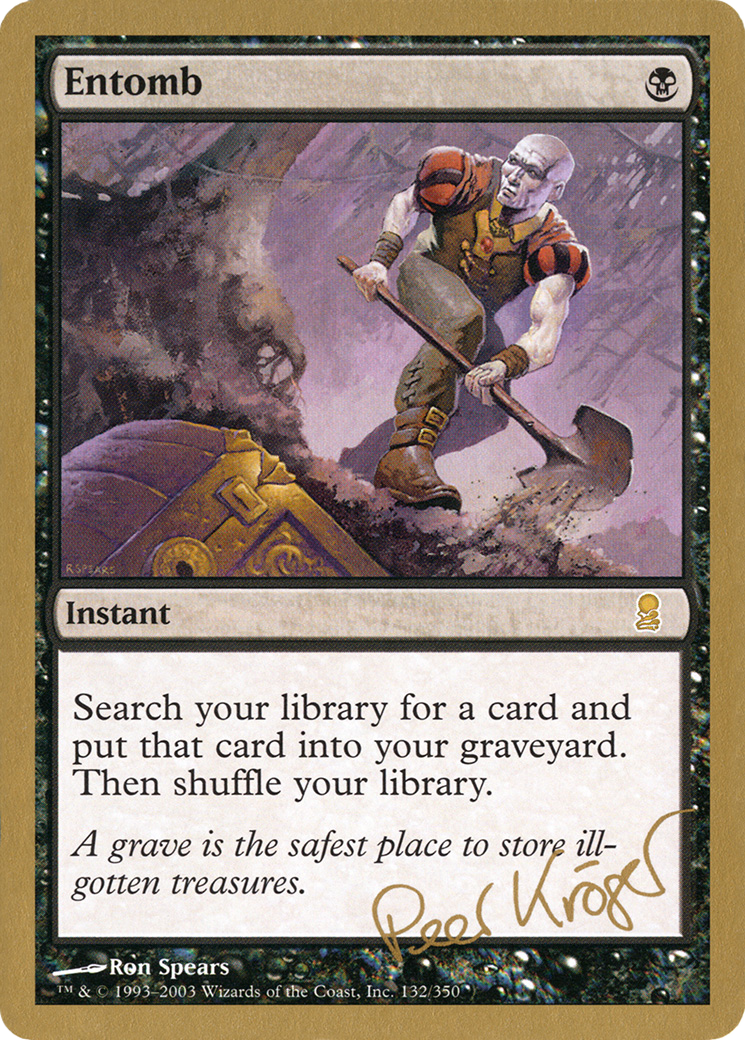 Entomb
RSPEARS
Instant
Search your library for a card and
put that card into your graveyard.
Then shuffle your library.
A grave is the safest place to store ill-
gotten treasures.
Peer Kröger
Ron Spears
™ & © 1993–2003 Wizards of the Coast, Inc. 132/350